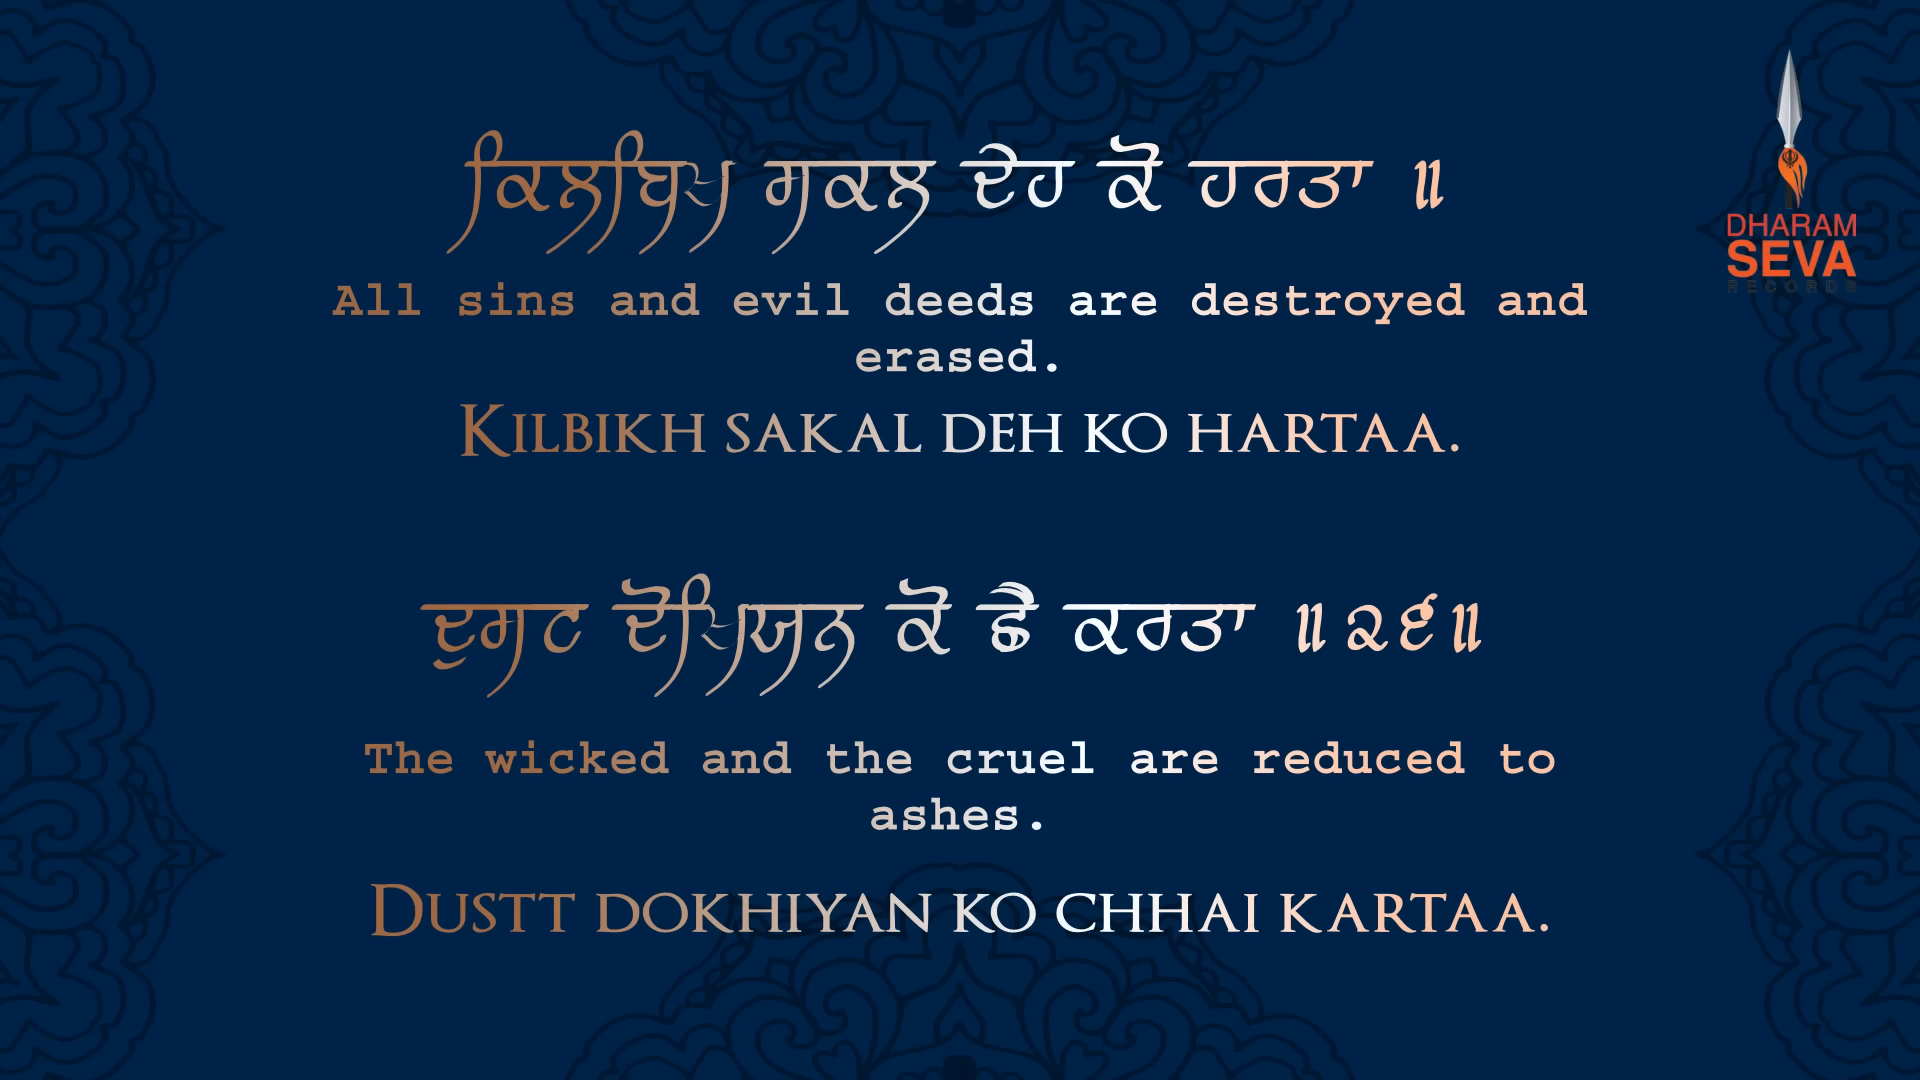 ਕਿਲਬਿਖ ਸਕਲ ਦੇਹ ਕੋ ਹਰਤਾ ॥
All sins and evil deeds are destroyed and
erased.
Kilbikh sakal deh ko hartaa.
ਦੁਸਟ ਦੋਖਿਯਨ ਕੋ ਛੈ ਕਰਤਾ ॥੨੬॥
The wicked and the cruel are reduced to
ashes.
Dustt dokhiyan ko chhai kartaa.
DHARAM
SEVA
RECORDS